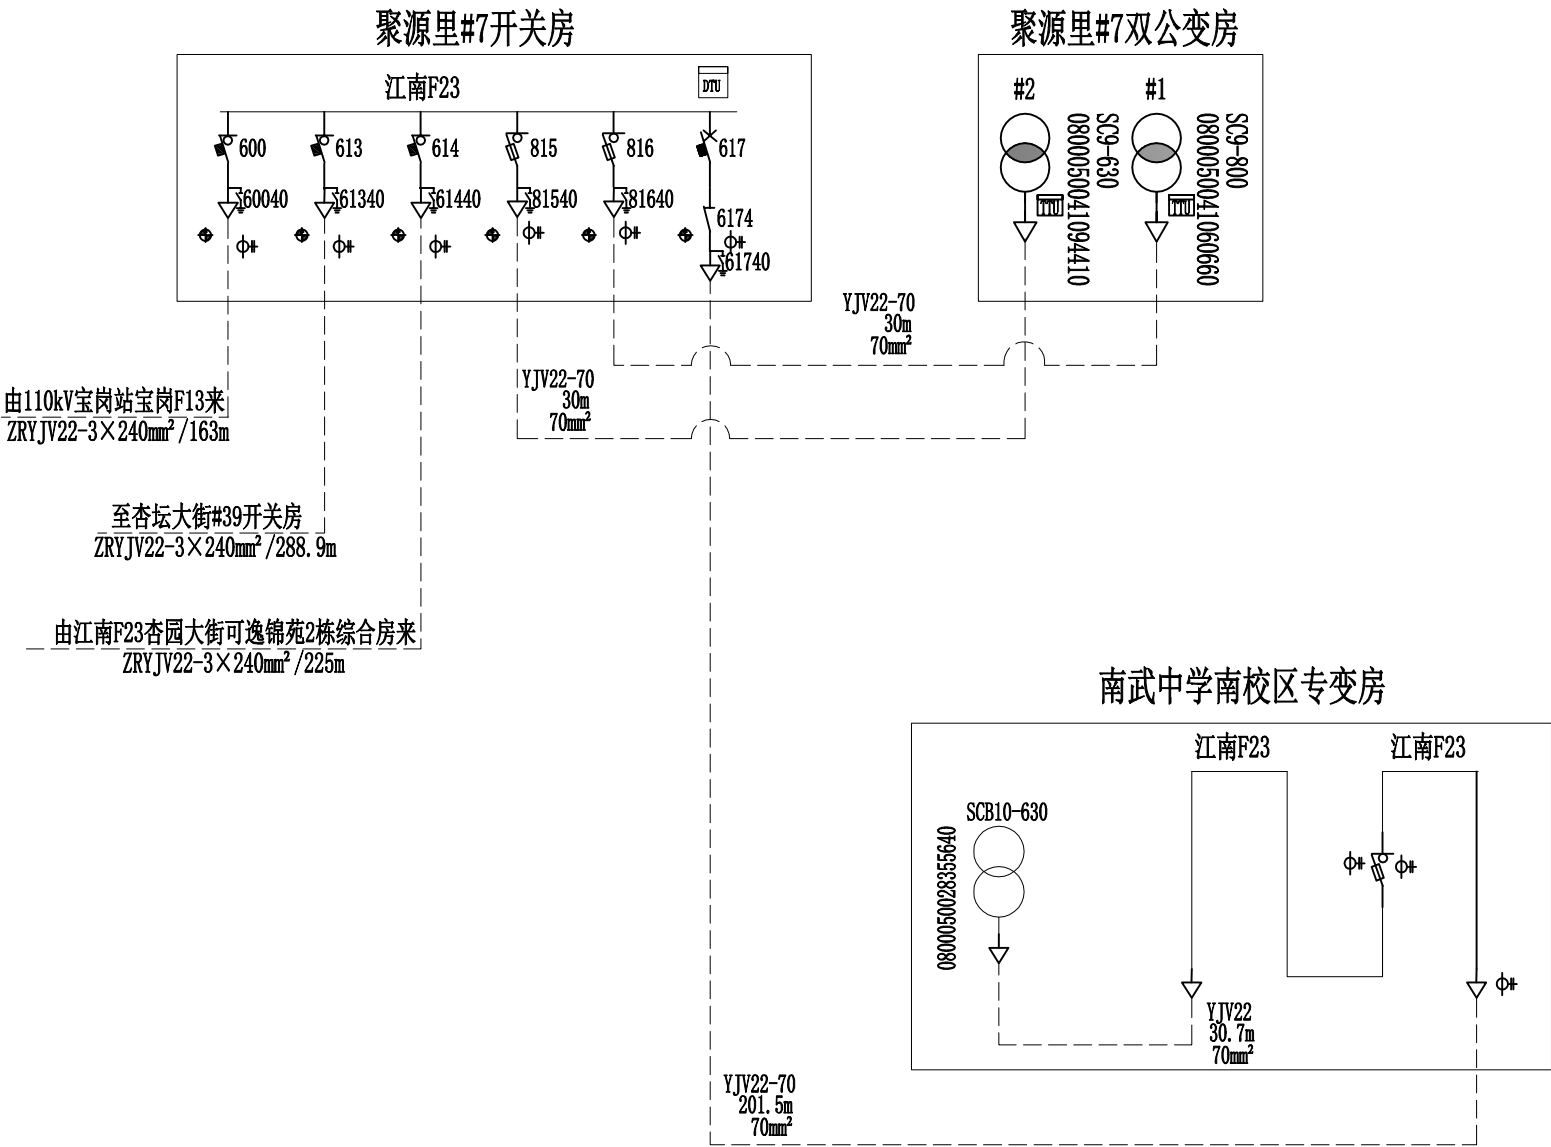 聚源里#7开关房
聚源里#7双公变房
江南F23
DTU
600
613
614
815
816
617
60040
61340
61440
81540
81640
6174
61740
#2
#1
SC9-630
0800050041094410
SC9-800
0800050041060660
TTU
TTU
YJV22-70
30m
70mm²
YJV22-70
30m
70mm²
由110kV宝岗站宝岗F13来
ZRYJV22-3×240mm²/163m
至杏坛大街#39开关房
ZRYJV22-3×240mm²/288.9m
由江南F23杏园大街可逸锦苑2栋综合房来
ZRYJV22-3×240mm²/225m
南武中学南校区专变房
江南F23
江南F23
SCB10-630
0800050028355640
YJV22
30.7m
70mm²
YJV22-70
201.5m
70mm²